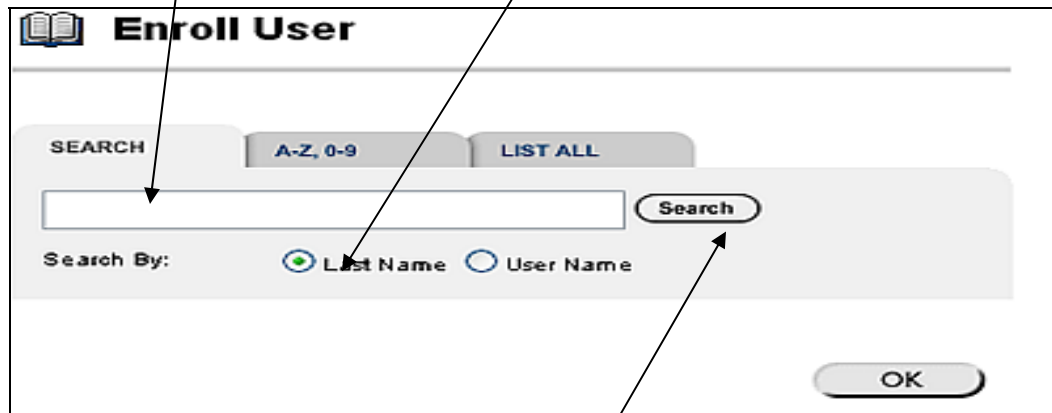 Enroll User
SEARCH A-Z, 0-9 LIST ALL
Search
Search By: Last Name User Name
OK